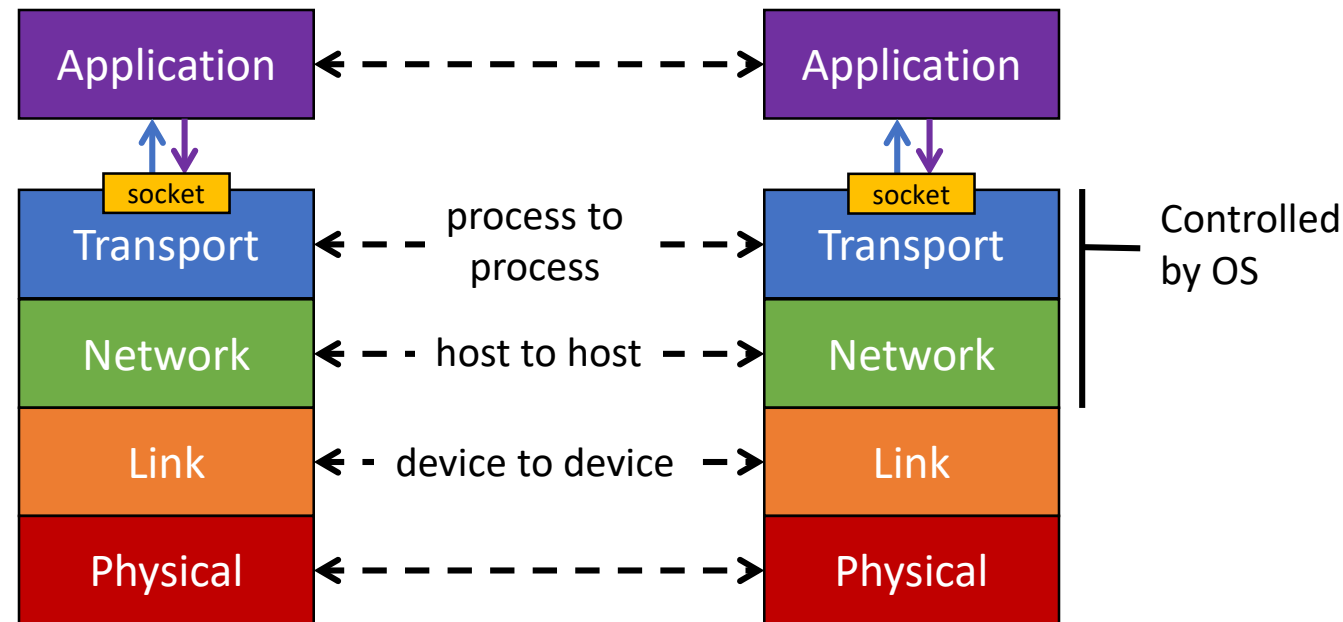 Application
Application
socket
socket
Transport
process to
process
Transport
Controlled
by OS
Network
host to host
Network
Link
device to device
Link
Physical
Physical